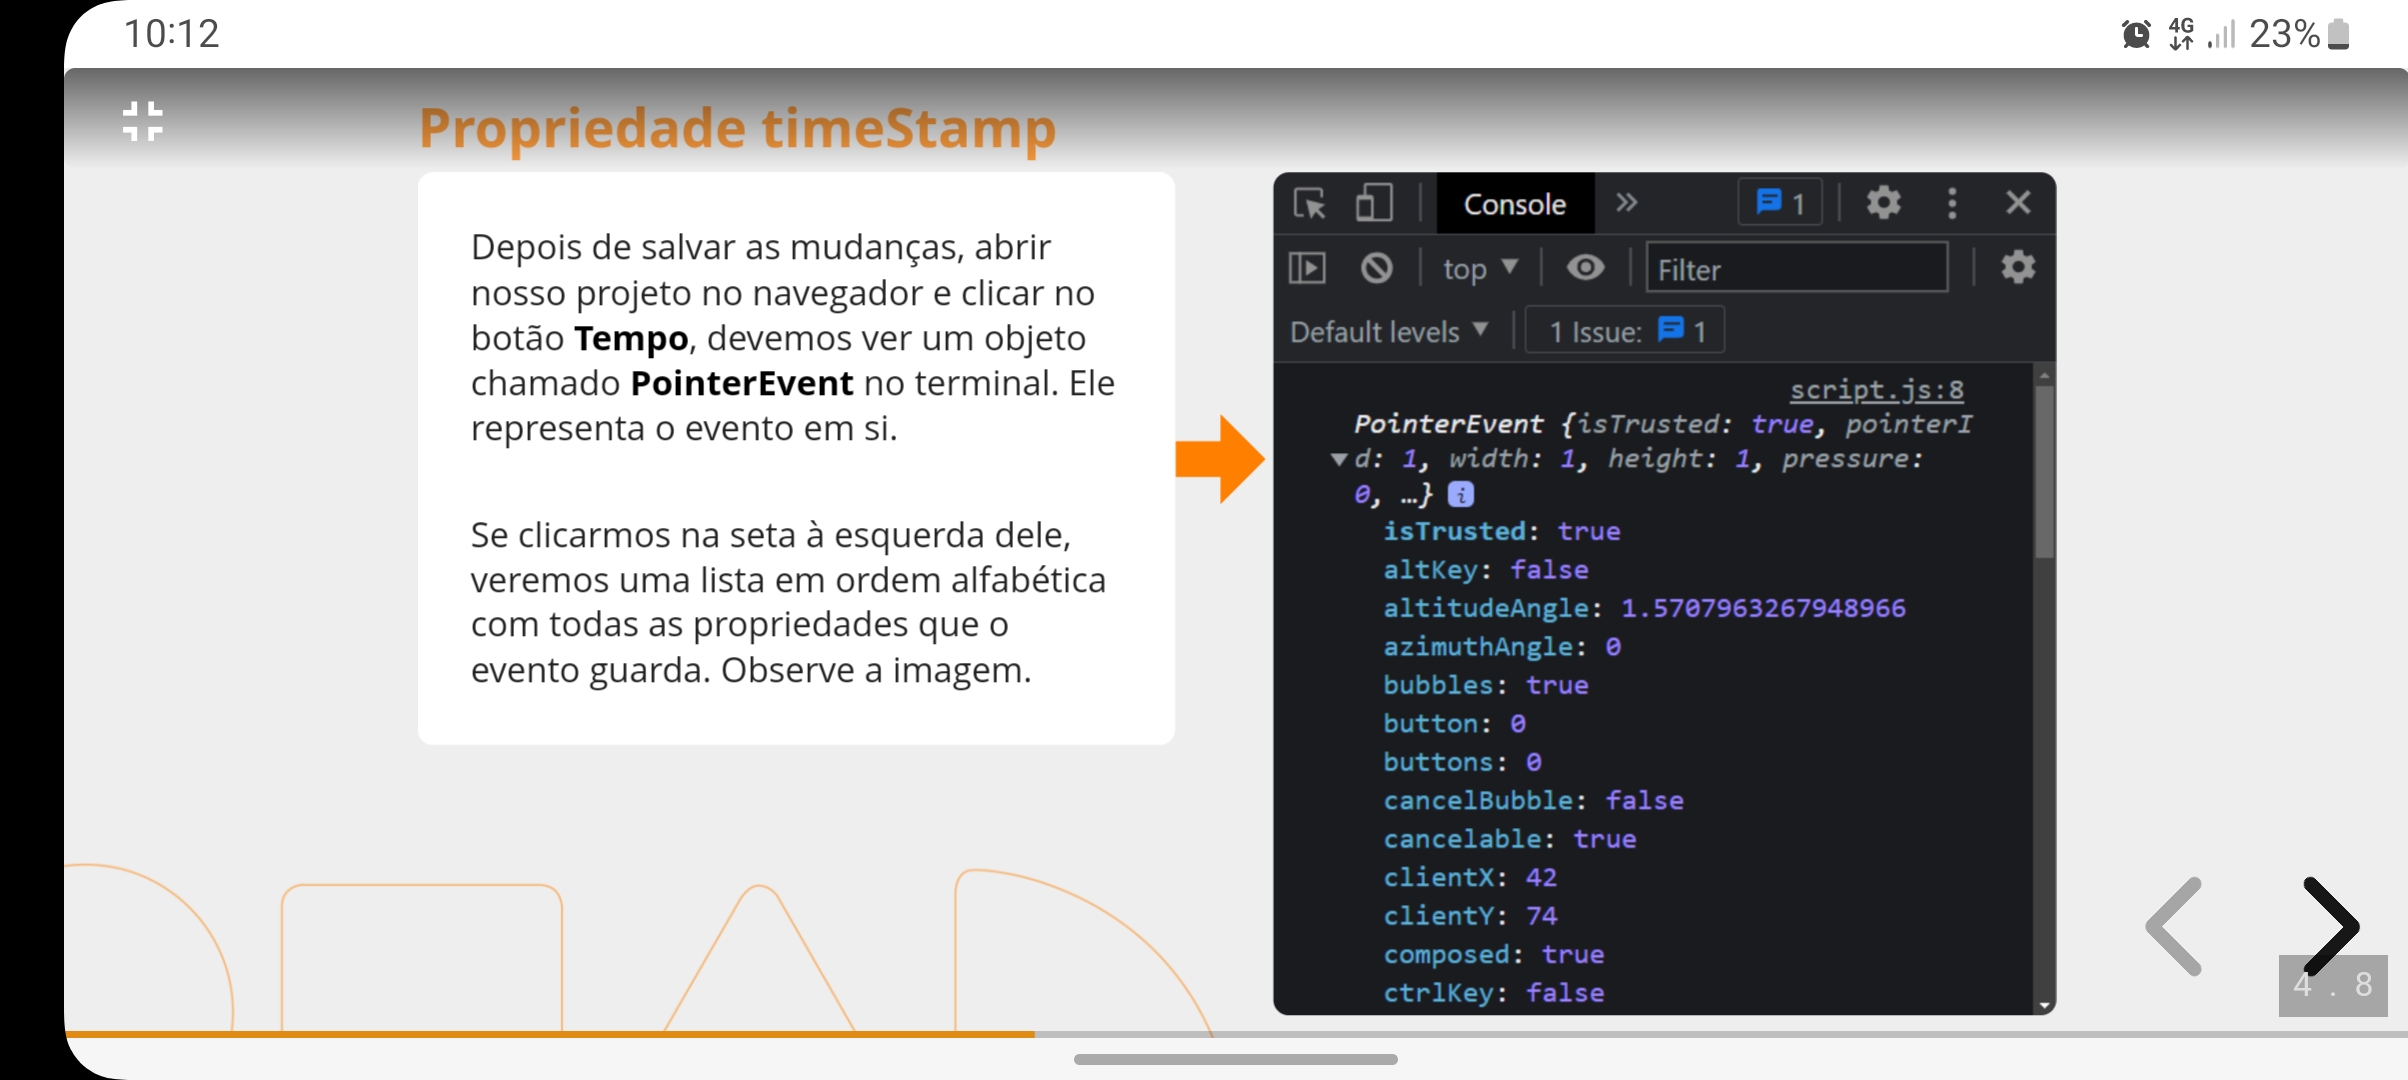 10:12
4G
23%
Propriedade timeStamp
Depois de salvar as mudanças, abrir
nosso projeto no navegador e clicar no
botão Tempo, devemos ver um objeto
chamado PointerEvent no terminal. Ele
representa o evento em si.
Se clicarmos na seta à esquerda dele,
veremos uma lista em ordem alfabética
com todas as propriedades que o
evento guarda. Observe a imagem.
Console
1
top
Filter
Default levels
1 Issue: 1
script.js:8
PointerEvent {isTrusted: true, pointerI
d: 1, width: 1, height: 1, pressure:
0, …} i
isTrusted: true
altKey: false
altitudeAngle: 1.5707963267948966
azimuthAngle: 0
bubbles: true
button: 0
buttons: 0
cancelBubble: false
cancelable: true
clientX: 42
clientY: 74
composed: true
ctrlKey: false
4 . 8